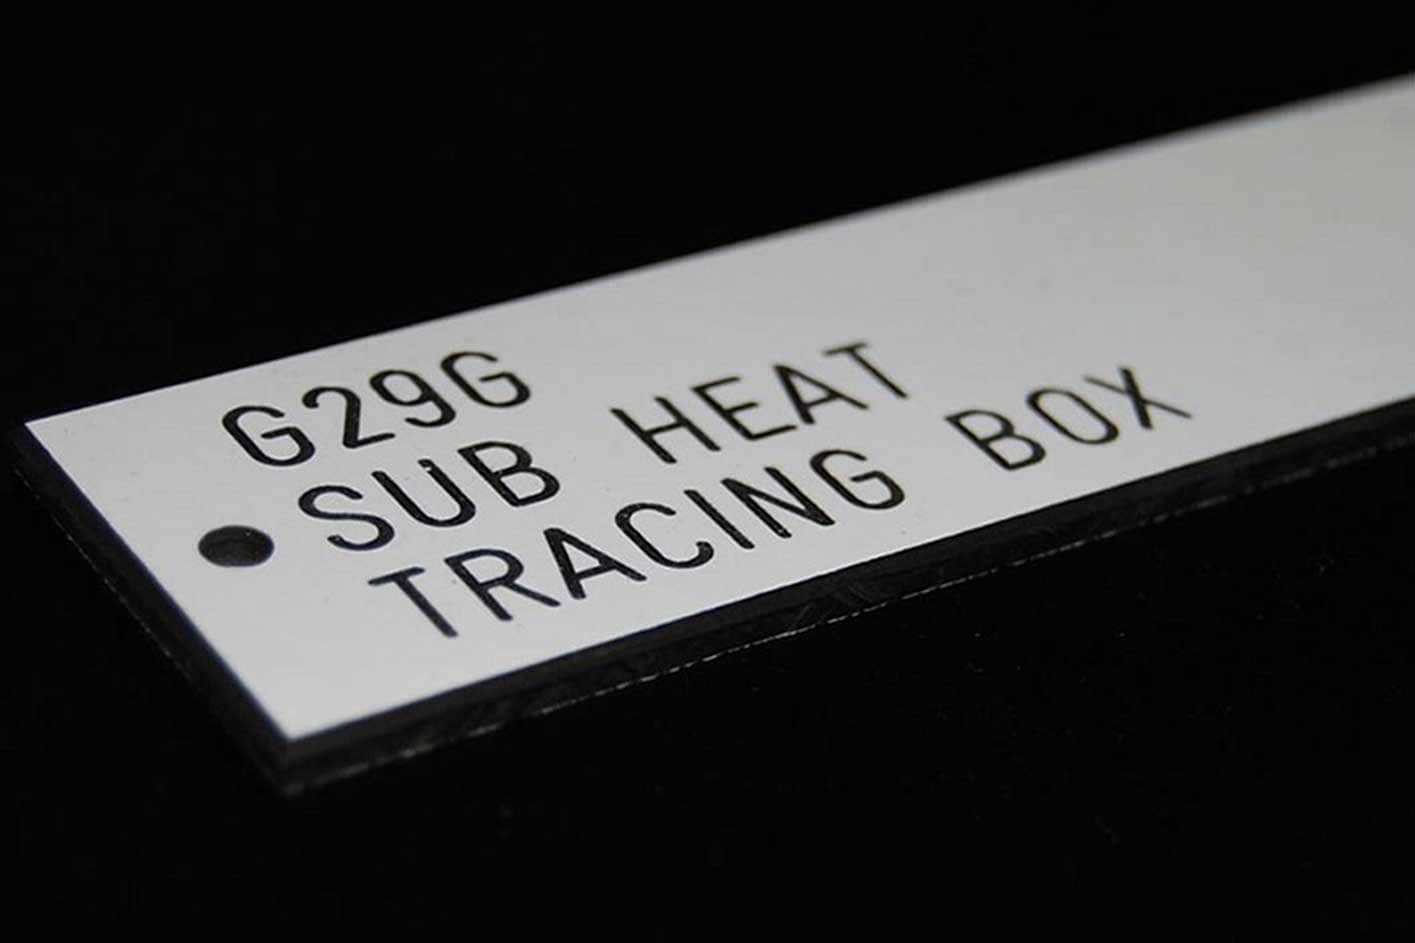 G29G
SUB HEAT
TRACING BOX